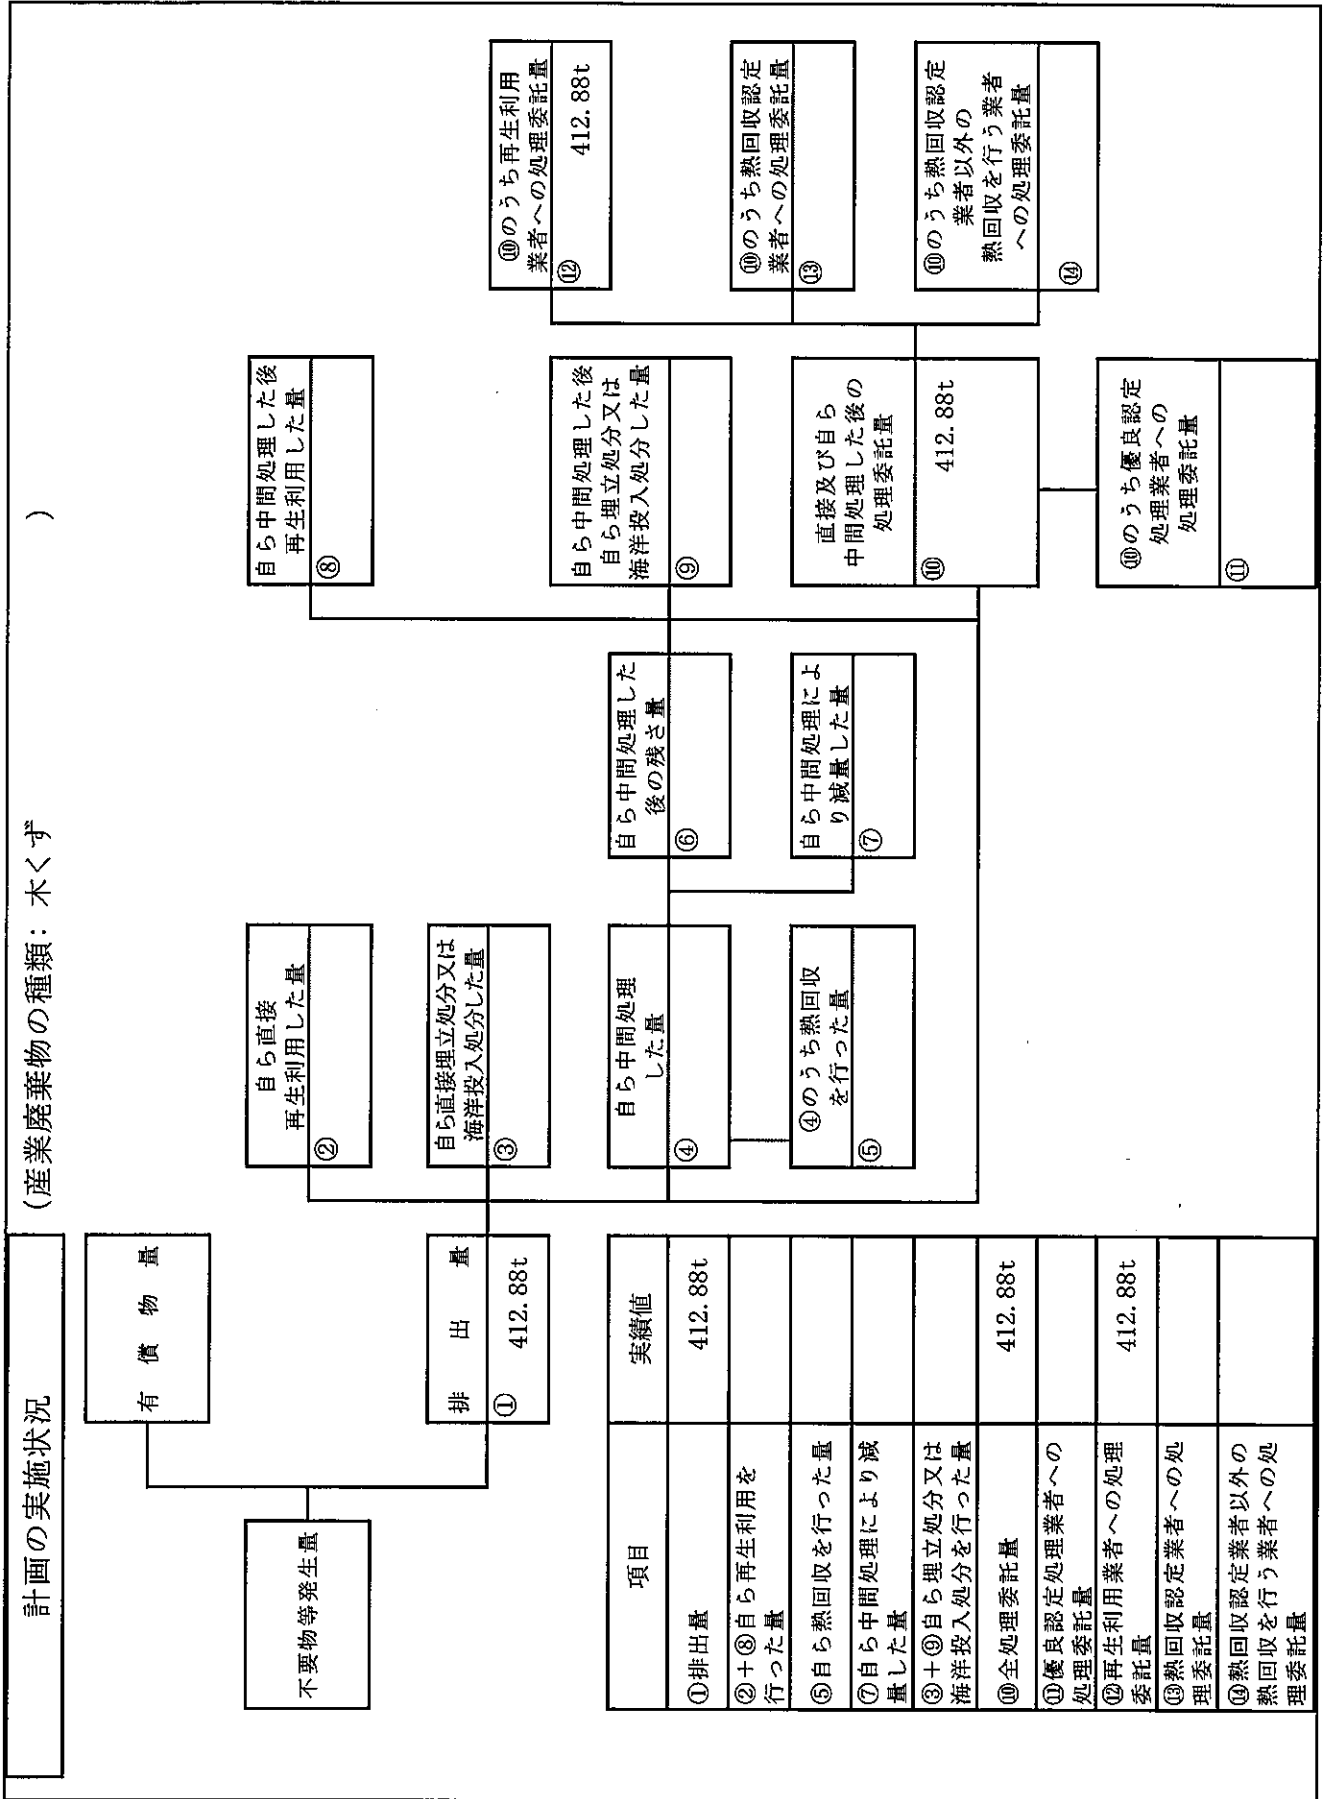 計画の実施状況
(産業廃棄物の種類: 木くず )
不要物等発生量
有 償 物 量
排 出 量
① 412.88t
自ら直接
再生利用した量
②
自ら直接埋立処分又は
海洋投入処分した量
③
自ら中間処理
した量
④
④のうち熱回収
を行った量
⑤
自ら中間処理した
後の残さ量
⑥
自ら中間処理によ
り減量した量
⑦
自ら中間処理した後
再生利用した量
⑧
自ら中間処理した後
自ら埋立処分又は
海洋投入処分した量
⑨
直接及び自ら
中間処理した後の
処理委託量
⑩ 412.88t
⑩のうち優良認定
処理業者への
処理委託量
⑪
⑩のうち再生利用
業者への処理委託量
⑫ 412.88t
⑩のうち熱回収認定
業者への処理委託量
⑬
⑩のうち熱回収認定
業者以外の
熱回収を行う業者
への処理委託量
⑭
項目 実績値
①排出量 412.88t
②+⑧自ら再生利用を
行った量
⑤自ら熱回収を行った量
⑦自ら中間処理により減
量した量
③+⑨自ら埋立処分又は
海洋投入処分を行った量
⑩全処理委託量 412.88t
⑪優良認定処理業者への
処理委託量
⑫再生利用業者への処理
委託量 412.88t
⑬熱回収認定業者への処
理委託量
⑭熱回収認定業者以外の
熱回収を行う業者への処
理委託量